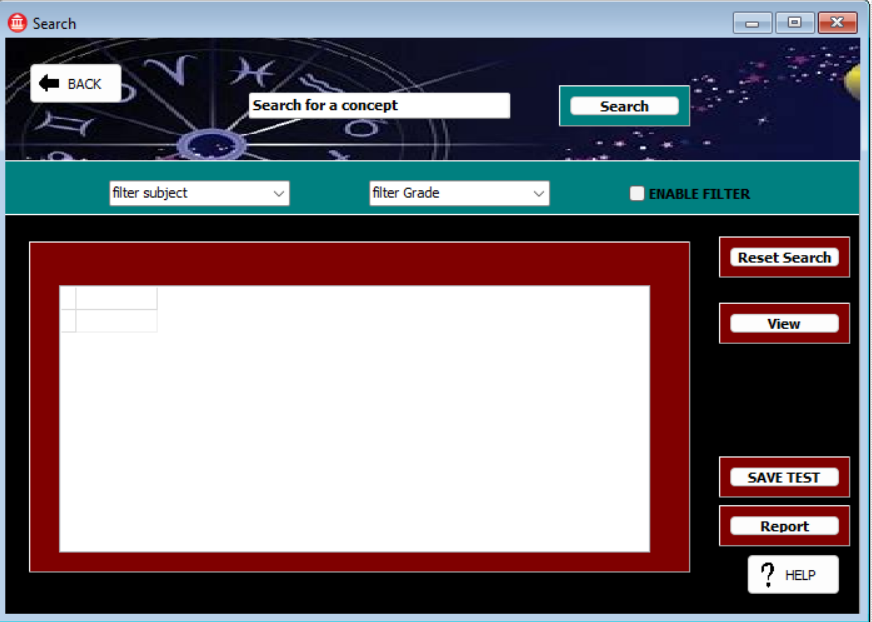 Search
BACK
Search for a concept
Search
filter subject
filter Grade
ENABLE FILTER
Reset Search
View
SAVE TEST
Report
? HELP